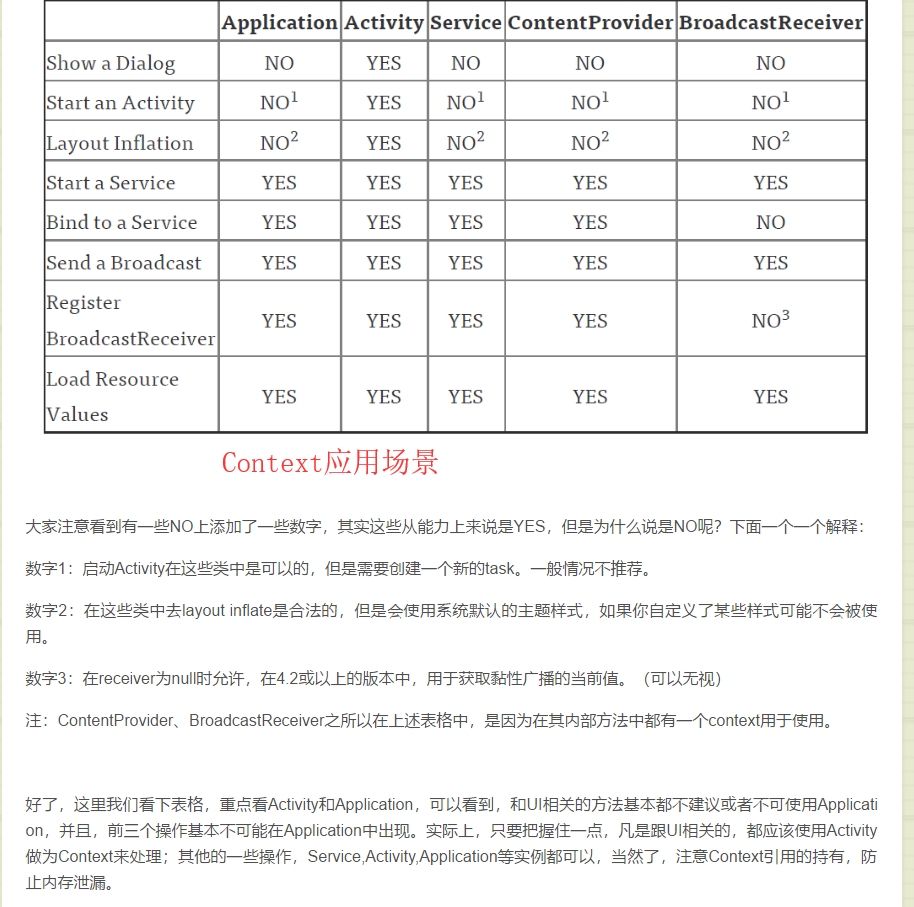 Application Activity Service ContentProvider BroadcastReceiver
Show a Dialog NO YES NO NO NO
Start an Activity NO1 YES NO1 NO1 NO1
Layout Inflation NO2 YES NO2 NO2 NO2
Start a Service YES YES YES YES YES
Bind to a Service YES YES YES YES NO
Send a Broadcast YES YES YES YES YES
Register
BroadcastReceiver YES YES YES YES NO3
Load Resource
Values YES YES YES YES YES
Context应用场景
大家注意看到有一些NO上添加了一些数字，其实这些从能力上来说是YES，但是为什么说是NO呢？下面一个一个解释：
数字1：启动Activity在这些类中是可以的，但是需要创建一个新的task。一般情况不推荐。
数字2：在这些类中去layout inflate是合法的，但是会使用系统默认的主题样式，如果你自定义了某些样式可能不会被使
用。
数字3：在receiver为null时允许，在4.2或以上的版本中，用于获取黏性广播的当前值。（可以无视）
注：ContentProvider、BroadcastReceiver之所以在上述表格中，是因为在其内部方法中都有一个context用于使用。
好了，这里我们看下表格，重点看Activity和Application，可以看到，和UI相关的方法基本都不建议或者不可使用Applicati
on，并且，前三个操作基本不可能在Application中出现。实际上，只要把握住一点，凡是跟UI相关的，都应该使用Activity
做为Context来处理；其他的一些操作，Service,Activity,Application等实例都可以，当然了，注意Context引用的持有，防
止内存泄漏。